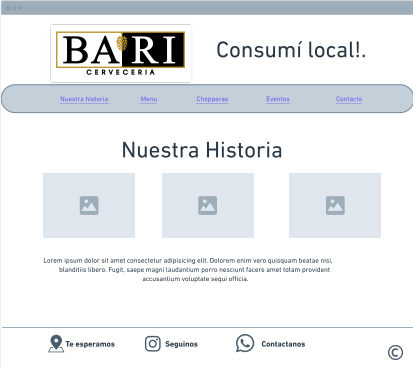 BARI
CERVECERIA
Consumí local!.
Nuestra historia Menu Chopperas Eventos Contacto
Nuestra Historia
Lorem ipsum dolor sit amet consectetur adipisicing elit. Dolorem enim vero quisquam beatae nisi,
blanditiis libero. Fugit, saepe magni laudantium porro nesciunt facere amet totam provident
accusantium voluptate sequi officia.
Te esperamos Seguinos Contactanos
©